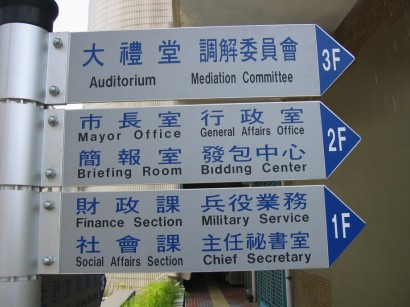 大禮堂 調解委員會
Auditorium Mediation Committee
3F
市長室 行政室
Mayor Office General Affairs Office
簡報室 發包中心
Briefing Room Bidding Center
2F
財政課 兵役業務
Finance Section Military Service
社會課 主任祕書室
Social Affairs Section Chief Secretary
1F